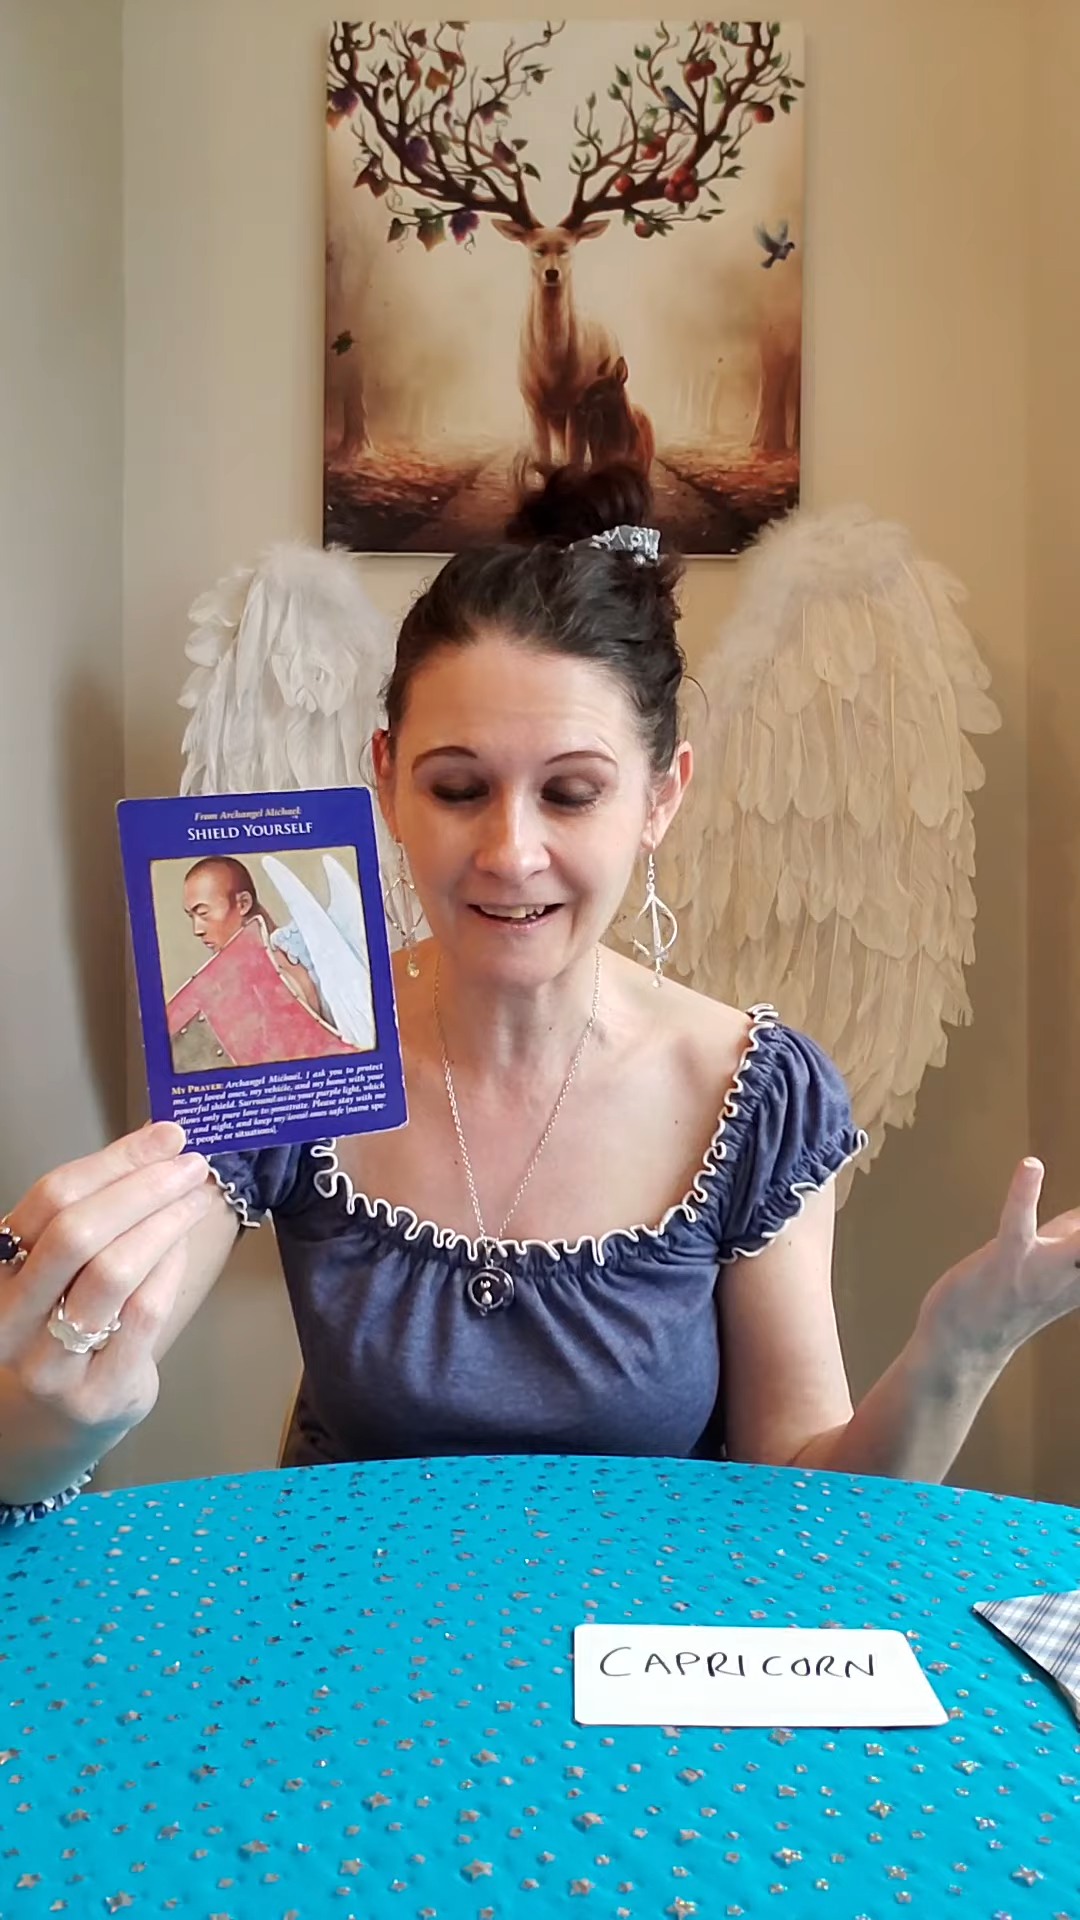 From Archangel Michael:
SHIELD YOURSELF
MY PRAYER: Archangel Michael, I ask you to protect
me, my loved ones, my vehicle, and my home with your
powerful shield. Surround us in your purple light, which
allows only pure love to penetrate. Please stay with me
and night, and keep my loved ones safe [name spe-
people or situations].
CAPRICORN